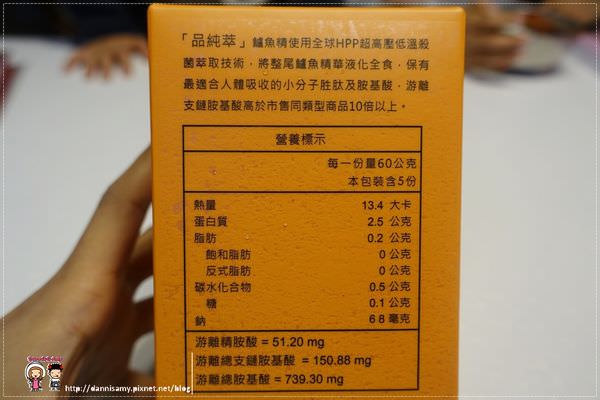 「品純萃」鱸魚精使用全球HPP超高壓低溫殺
菌萃取技術,將整尾鱸魚精華液化全食,保有
最適合人體吸收的小分子胜肽及胺基酸,游離
支鏈胺基酸高於市售同類型商品10倍以上。
營養標示
每一份量60公克
本包裝含5份
熱量 13.4 大卡
蛋白質 2.5 公克
脂肪 0.2 公克
飽和脂肪 0 公克
反式脂肪 0 公克
碳水化合物 0.5 公克
糖 0.1 公克
鈉 68 毫克
游離精胺酸 = 51.20 mg
游離總支鏈胺基酸 = 150.88 mg
游離總胺基酸 = 739.30 mg
http://dannisamy.pixnet.net/blog